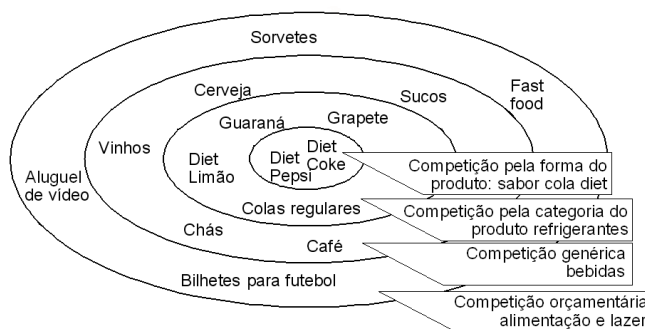 Sorvetes
Fast
food
Cerveja
Sucos
Grapete
Guaraná
Vinhos
Diet
Coke
Diet
Pepsi
Diet
Limão
Aluguel
de vídeo
Competição pela forma do
produto: sabor cola diet
Colas regulares
Competição pela categoria do
produto refrigerantes
Chás
Café
Competição genérica
bebidas
Bilhetes para futebol
Competição orçamentária
alimentação e lazer